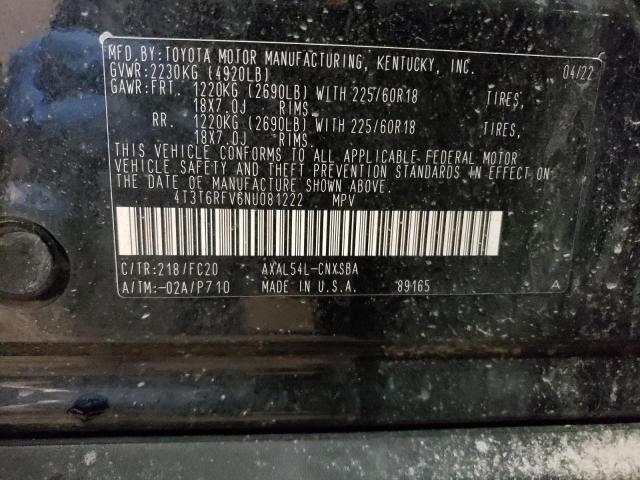 MFD.BY:TOYOTA MOTOR MANUFACTURING, KENTUCKY, INC.
GVWR:2230KG (4920LB) 04/22
GAWR:FRT. 1220KG (2690LB) WITH 225/60R18 TIRES,
18X7.0J RIMS.
RR. 1220KG (2690LB) WITH 225/60R18 TIRES,
18X7.0J RIMS.
THIS VEHICLE CONFORMS TO ALL APPLICABLE FEDERAL MOTOR
VEHICLE SAFETY AND THEFT PREVENTION STANDARDS IN EFFECT ON
THE DATE OF MANUFACTURE SHOWN ABOVE.
4T3T6RFV6NU081222 MPV
C/TR:218/FC20 AXAL54L-CNXSBA
A/TM:-02A/P710 MADE IN U.S.A. 89165 A